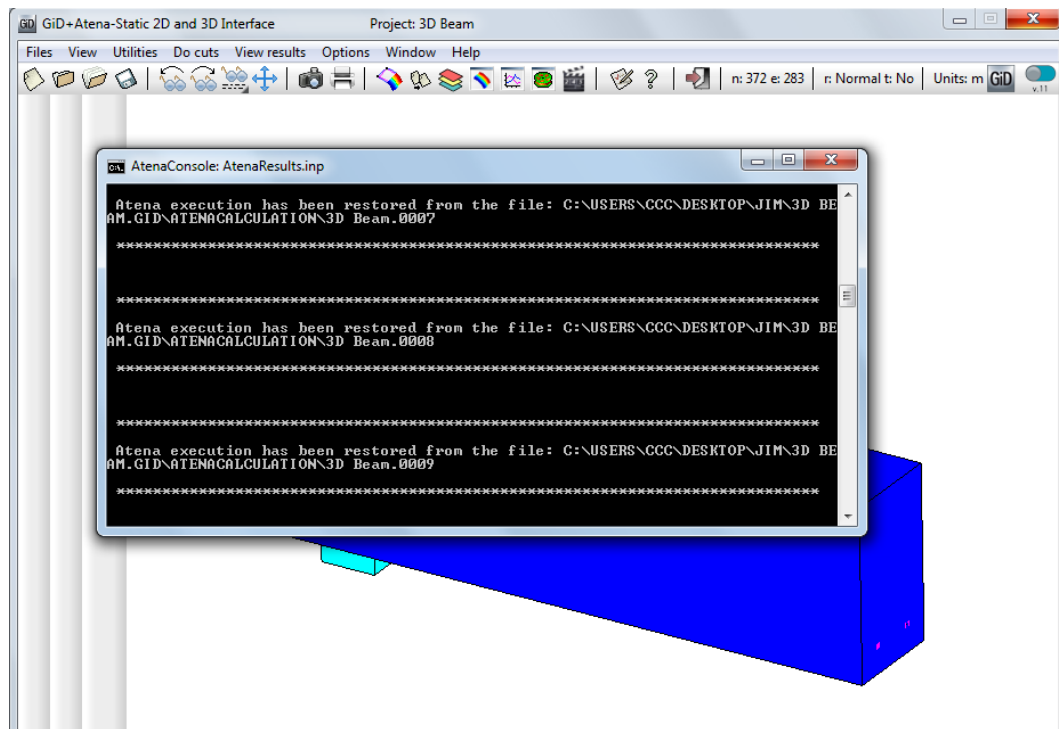 GiD GiD+Atena-Static 2D and 3D Interface Project: 3D Beam
Files View Utilities Do cuts View results Options Window Help
n: 372 e: 283 r: Normal t: No Units: m GiD v.11
C:\. AtenaConsole: AtenaResults.inp
Atena execution has been restored from the file: C:\USERS\CCC\DESKTOP\JIM\3D BE
AM.GID\ATENACALCULATION\3D Beam.0007
******************************************************************************
******************************************************************************
Atena execution has been restored from the file: C:\USERS\CCC\DESKTOP\JIM\3D BE
AM.GID\ATENACALCULATION\3D Beam.0008
******************************************************************************
******************************************************************************
Atena execution has been restored from the file: C:\USERS\CCC\DESKTOP\JIM\3D BE
AM.GID\ATENACALCULATION\3D Beam.0009
******************************************************************************